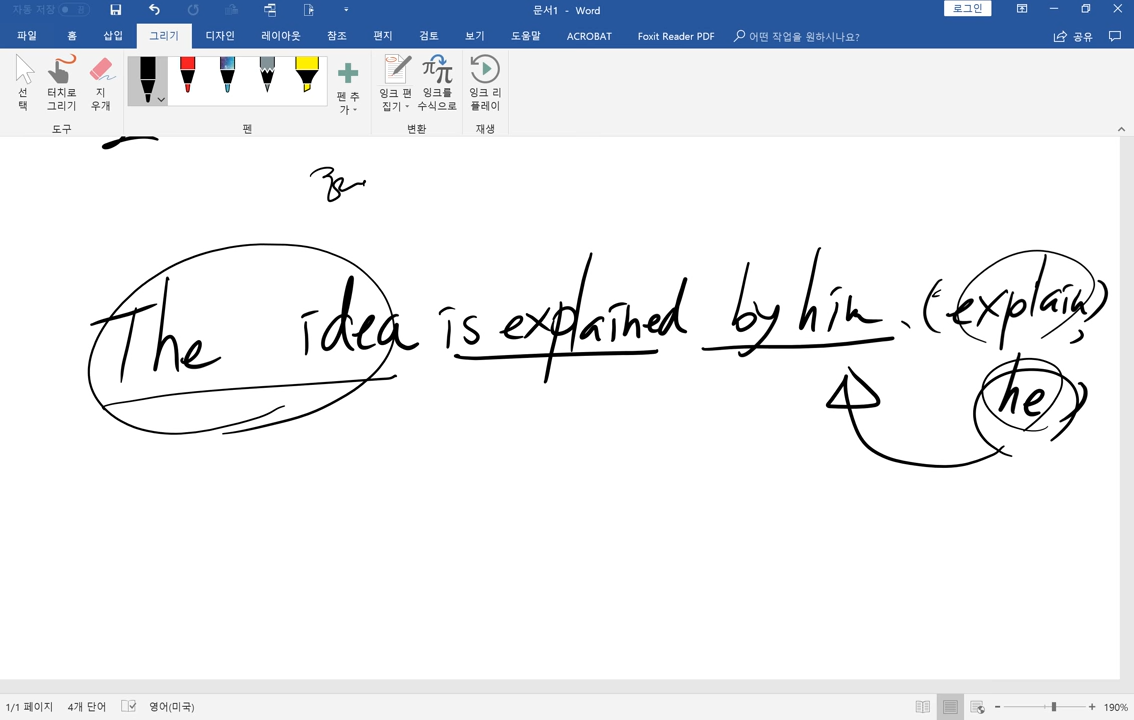 자동 저장
문서1 - Word
로그인
파일 홈 삽입 그리기 디자인 레이아웃 참조 편지 검토 보기 도움말 ACROBAT Foxit Reader PDF 어떤 작업을 원하시나요? 공유
선택 터치로 그리기 지우개 펜 추가 잉크 편집기 잉크를 수식으로 잉크 리플레이
도구 펜 변환 재생
The idea is explained by him. (explain,)
he)
1/1 페이지 4개 단어 영어(미국) 190%